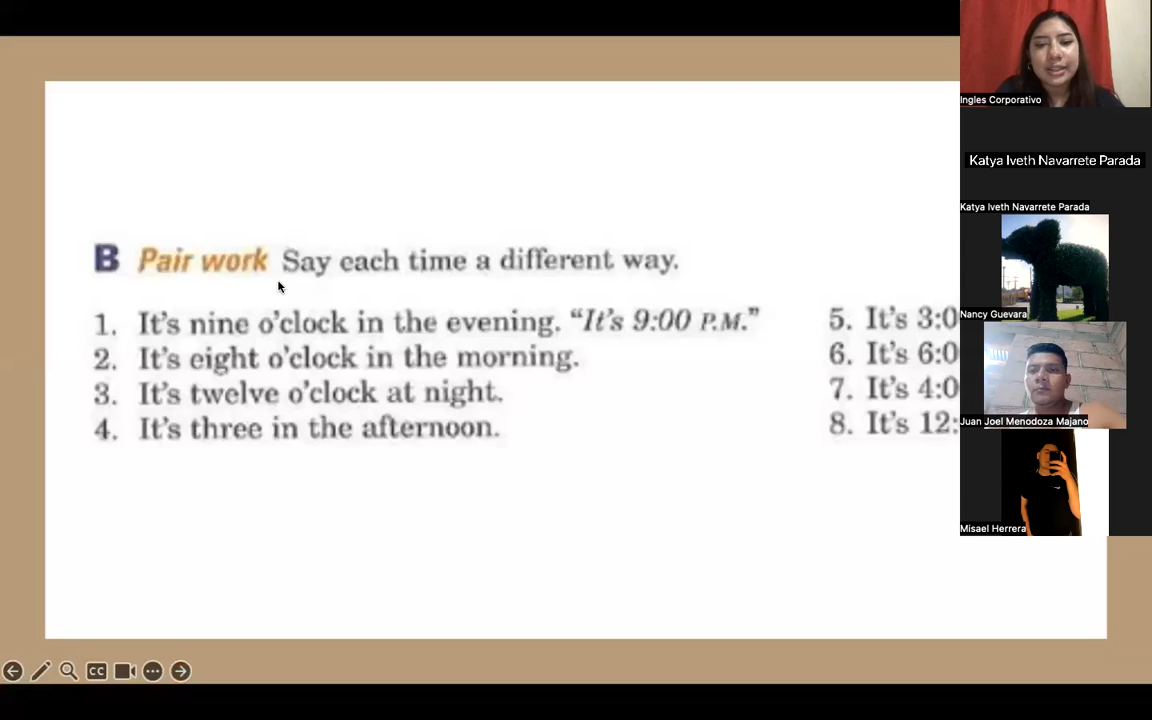 B Pair work Say each time a different way.
1. It's nine o'clock in the evening. "It's 9:00 P.M."
2. It's eight o'clock in the morning.
3. It's twelve o'clock at night.
4. It's three in the afternoon.
5. It's 3:0
6. It's 6:0
7. It's 4:0
8. It's 12:
Ingles Corporativo
Katya Iveth Navarrete Parada
Katya Iveth Navarrete Parada
Nancy Guevara
Juan Joel Mendoza Majano
Misael Herrera
CC